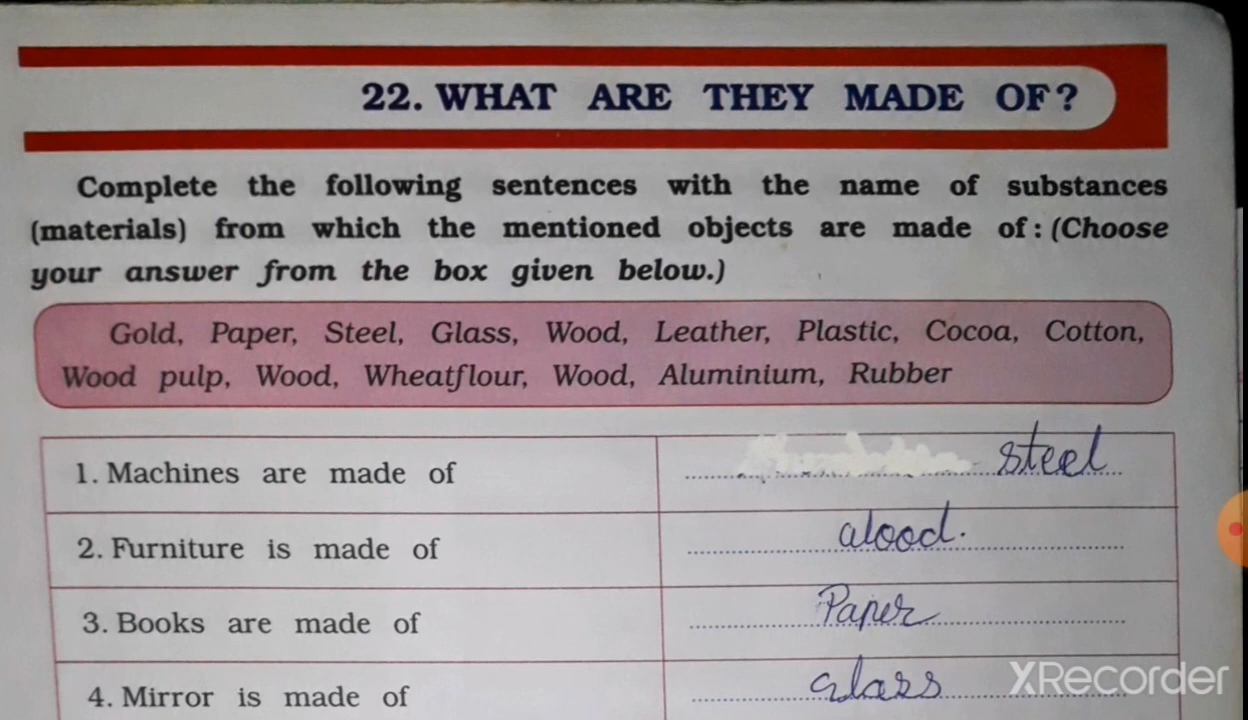 22. WHAT ARE THEY MADE OF?
Complete the following sentences with the name of substances
(materials) from which the mentioned objects are made of : (Choose
your answer from the box given below.)
Gold, Paper, Steel, Glass, Wood, Leather, Plastic, Cocoa, Cotton,
Wood pulp, Wood, Wheatflour, Wood, Aluminium, Rubber
1. Machines are made of steel
2. Furniture is made of wood.
3. Books are made of Paper
4. Mirror is made of Glass
XRecorder